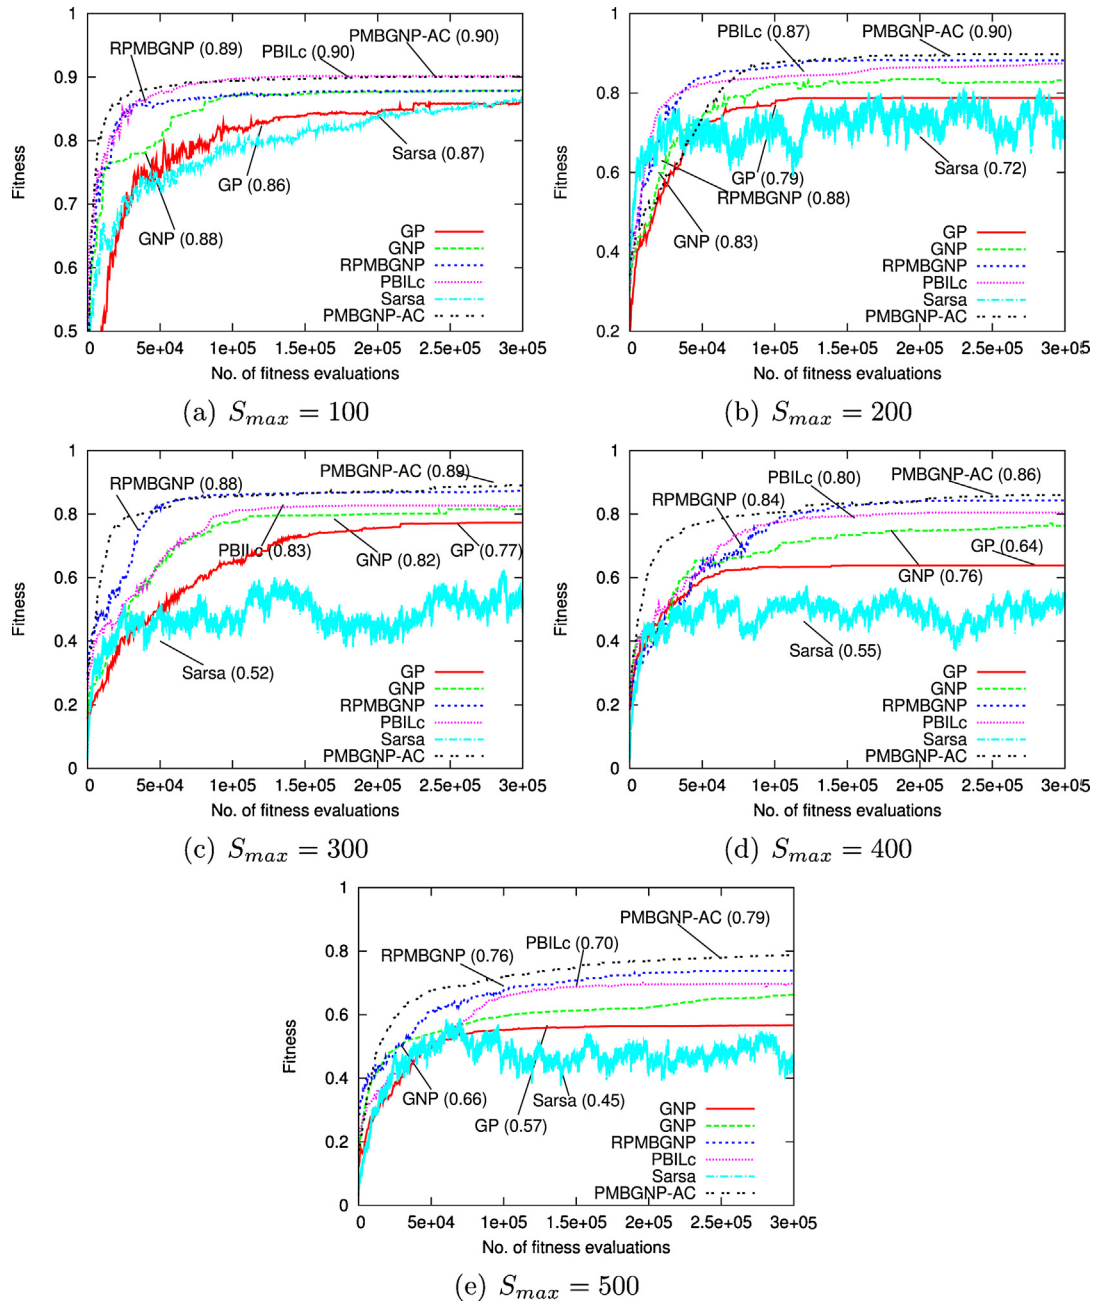 1
0.9
0.8
0.7
0.6
0.5
Fitness
RPMBGNP (0.89)
PBILc (0.90)
PMBGNP-AC (0.90)
Sarsa (0.87)
GP (0.86)
GNP (0.88)
GP
GNP
RPMBGNP
PBILc
Sarsa
PMBGNP-AC
0 5e+04 1e+05 1.5e+05 2e+05 2.5e+05 3e+05
No. of fitness evaluations
(a) Smax = 100
1
0.8
0.6
0.4
0.2
Fitness
PBILc (0.87)
PMBGNP-AC (0.90)
Sarsa (0.72)
GP (0.79)
RPMBGNP (0.88)
GNP (0.83)
GP
GNP
RPMBGNP
PBILc
Sarsa
PMBGNP-AC
0 5e+04 1e+05 1.5e+05 2e+05 2.5e+05 3e+05
No. of fitness evaluations
(b) Smax = 200
1
0.8
0.6
0.4
0.2
0
Fitness
PMBGNP-AC (0.89)
RPMBGNP (0.88)
PBILc (0.83)
GNP (0.82)
GP (0.77)
Sarsa (0.52)
GP
GNP
RPMBGNP
PBILc
Sarsa
PMBGNP-AC
0 5e+04 1e+05 1.5e+05 2e+05 2.5e+05 3e+05
No. of fitness evaluations
(c) Smax = 300
1
0.8
0.6
0.4
0.2
0
Fitness
PBILc (0.80)
PMBGNP-AC (0.86)
RPMBGNP (0.84)
GP (0.64)
GNP (0.76)
Sarsa (0.55)
GP
GNP
RPMBGNP
PBILc
Sarsa
PMBGNP-AC
0 5e+04 1e+05 1.5e+05 2e+05 2.5e+05 3e+05
No. of fitness evaluations
(d) Smax = 400
1
0.8
0.6
0.4
0.2
0
Fitness
PMBGNP-AC (0.79)
PBILc (0.70)
RPMBGNP (0.76)
GNP (0.66)
Sarsa (0.45)
GP (0.57)
GNP
GNP
RPMBGNP
PBILc
Sarsa
PMBGNP-AC
0 5e+04 1e+05 1.5e+05 2e+05 2.5e+05 3e+05
No. of fitness evaluations
(e) Smax = 500